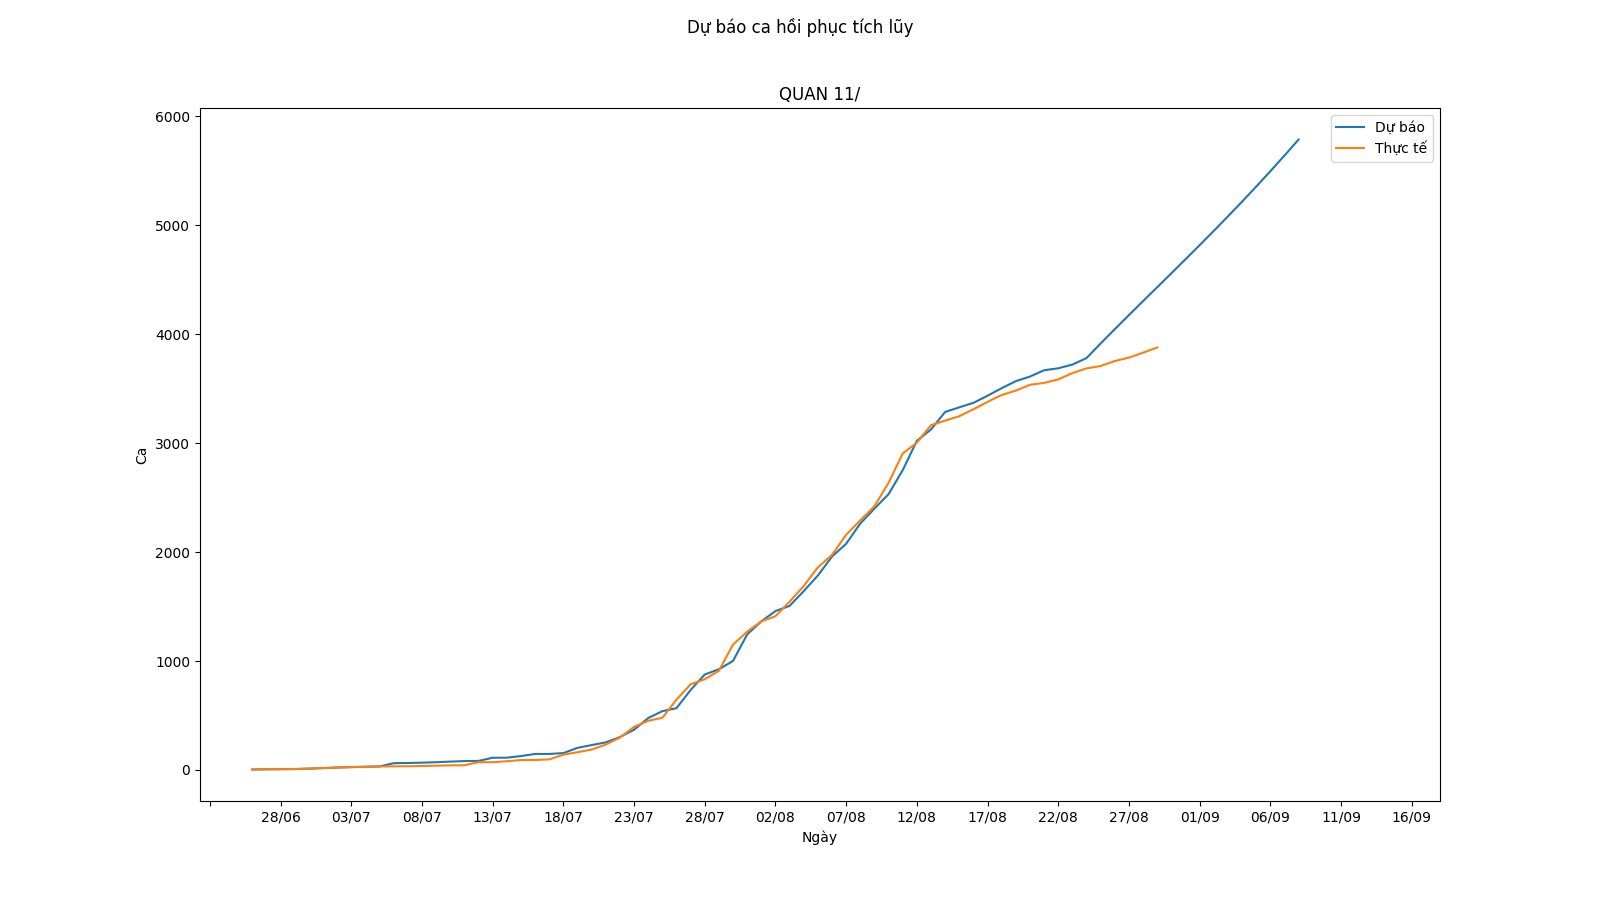 Dự báo ca hồi phục tích lũy
QUAN 11/
Dự báo
Thực tế
6000
5000
4000
3000
2000
1000
0
Ca
28/06 03/07 08/07 13/07 18/07 23/07 28/07 02/08 07/08 12/08 17/08 22/08 27/08 01/09 06/09 11/09 16/09
Ngày